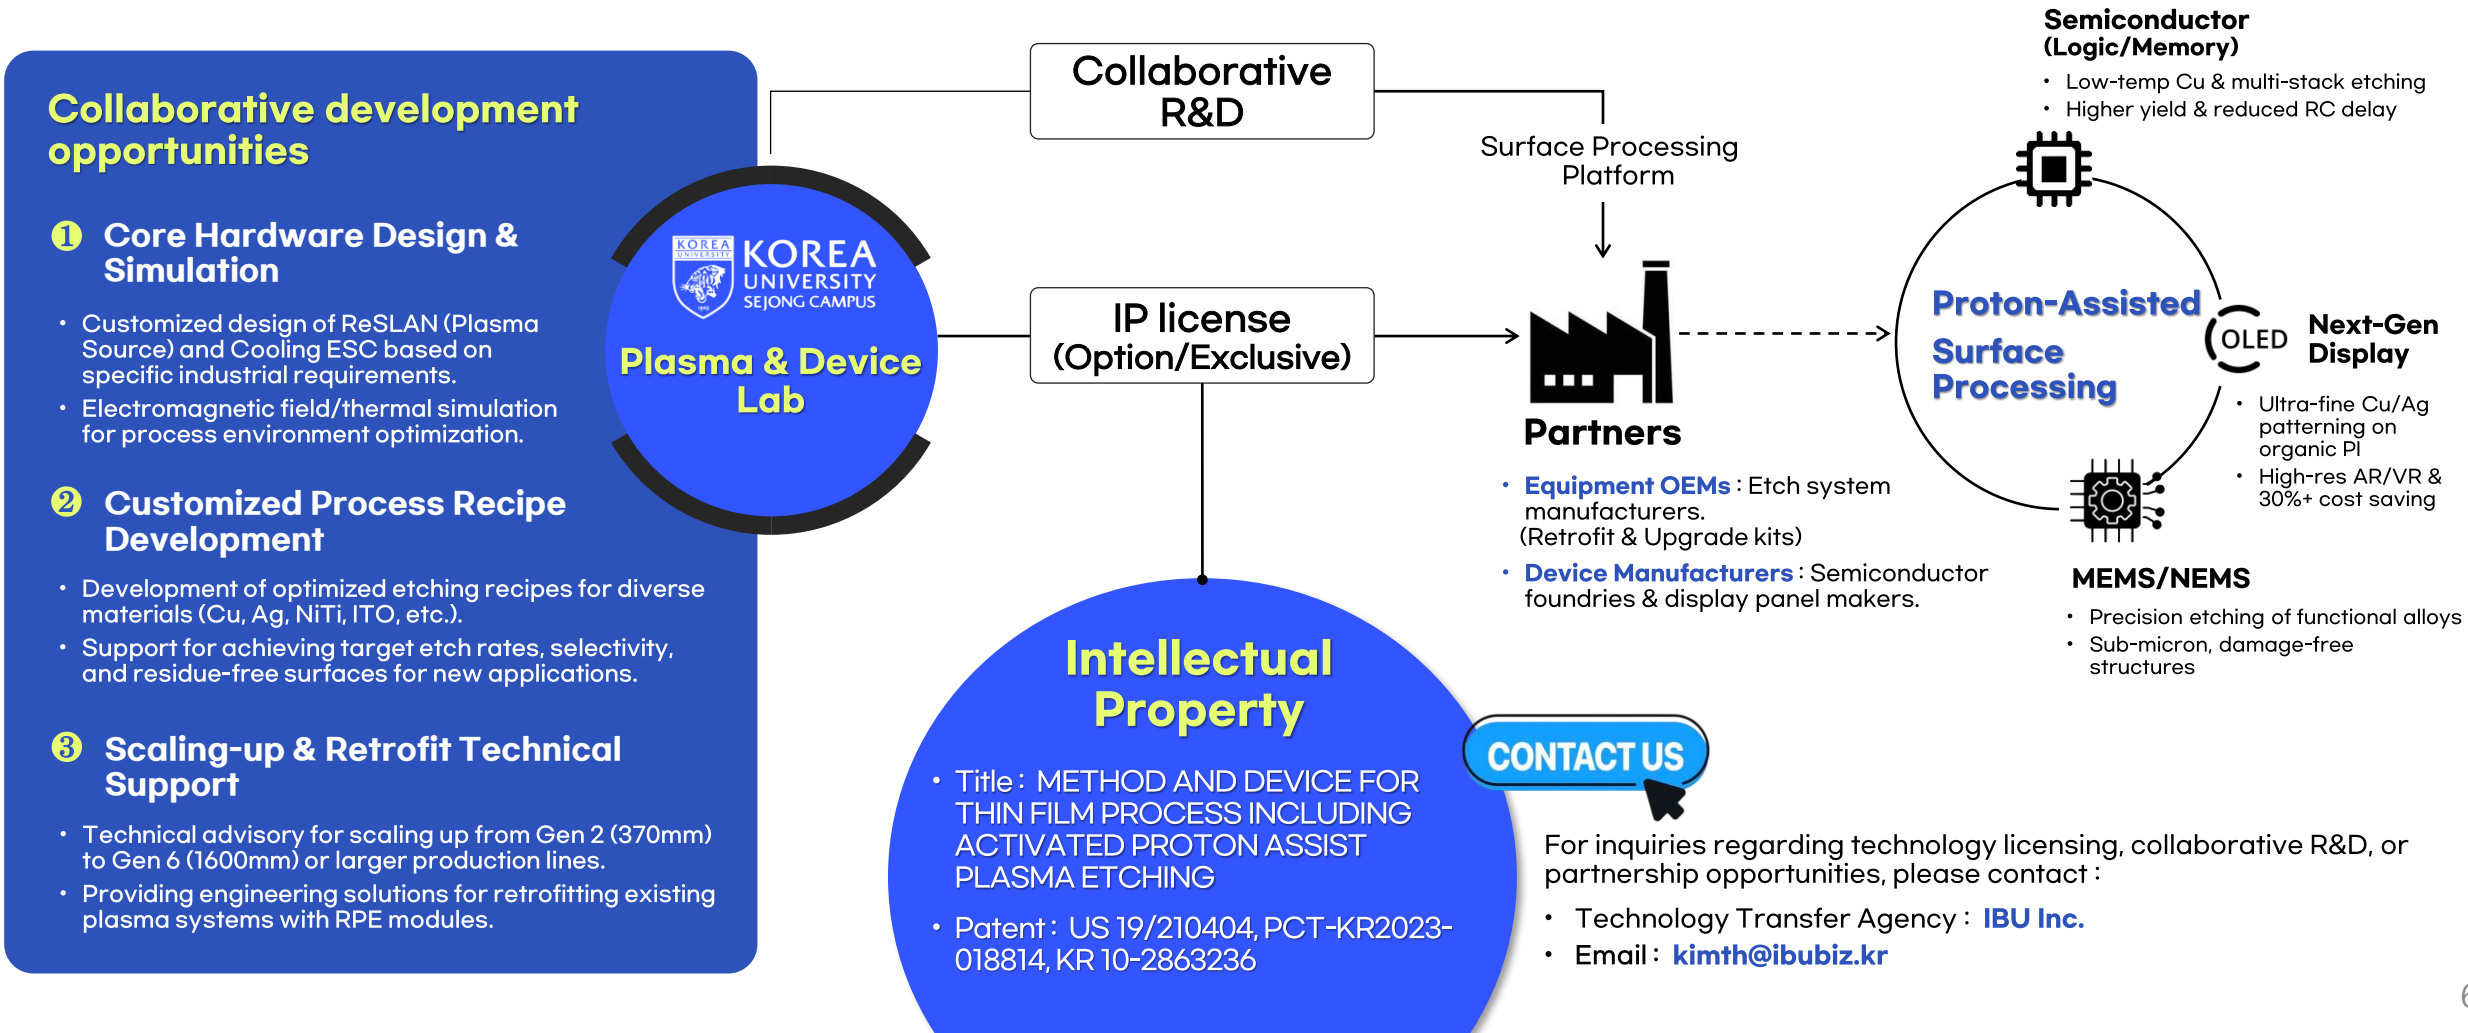 Collaborative development
opportunities
1 Core Hardware Design &
Simulation
• Customized design of ReSLAN (Plasma
Source) and Cooling ESC based on
specific industrial requirements.
• Electromagnetic field/thermal simulation
for process environment optimization.
2 Customized Process Recipe
Development
• Development of optimized etching recipes for diverse
materials (Cu, Ag, NiTi, ITO, etc.).
• Support for achieving target etch rates, selectivity,
and residue-free surfaces for new applications.
3 Scaling-up & Retrofit Technical
Support
• Technical advisory for scaling up from Gen 2 (370mm)
to Gen 6 (1600mm) or larger production lines.
• Providing engineering solutions for retrofitting existing
plasma systems with RPE modules.
KOREA
UNIVERSITY
1905
KOREA
UNIVERSITY
SEJONG CAMPUS
Plasma & Device
Lab
Collaborative
R&D
IP license
(Option/Exclusive)
Surface Processing
Platform
Partners
• Equipment OEMs : Etch system
manufacturers.
(Retrofit & Upgrade kits)
• Device Manufacturers : Semiconductor
foundries & display panel makers.
Semiconductor
(Logic/Memory)
• Low-temp Cu & multi-stack etching
• Higher yield & reduced RC delay
Proton-Assisted
Surface
Processing
OLED
Next-Gen
Display
• Ultra-fine Cu/Ag
patterning on
organic PI
• High-res AR/VR &
30%+ cost saving
MEMS/NEMS
• Precision etching of functional alloys
• Sub-micron, damage-free
structures
Intellectual
Property
• Title : METHOD AND DEVICE FOR
THIN FILM PROCESS INCLUDING
ACTIVATED PROTON ASSIST
PLASMA ETCHING
• Patent : US 19/210404, PCT-KR2023-
018814, KR 10-2863236
CONTACT US
For inquiries regarding technology licensing, collaborative R&D, or
partnership opportunities, please contact :
• Technology Transfer Agency : IBU Inc.
• Email : kimth@ibubiz.kr